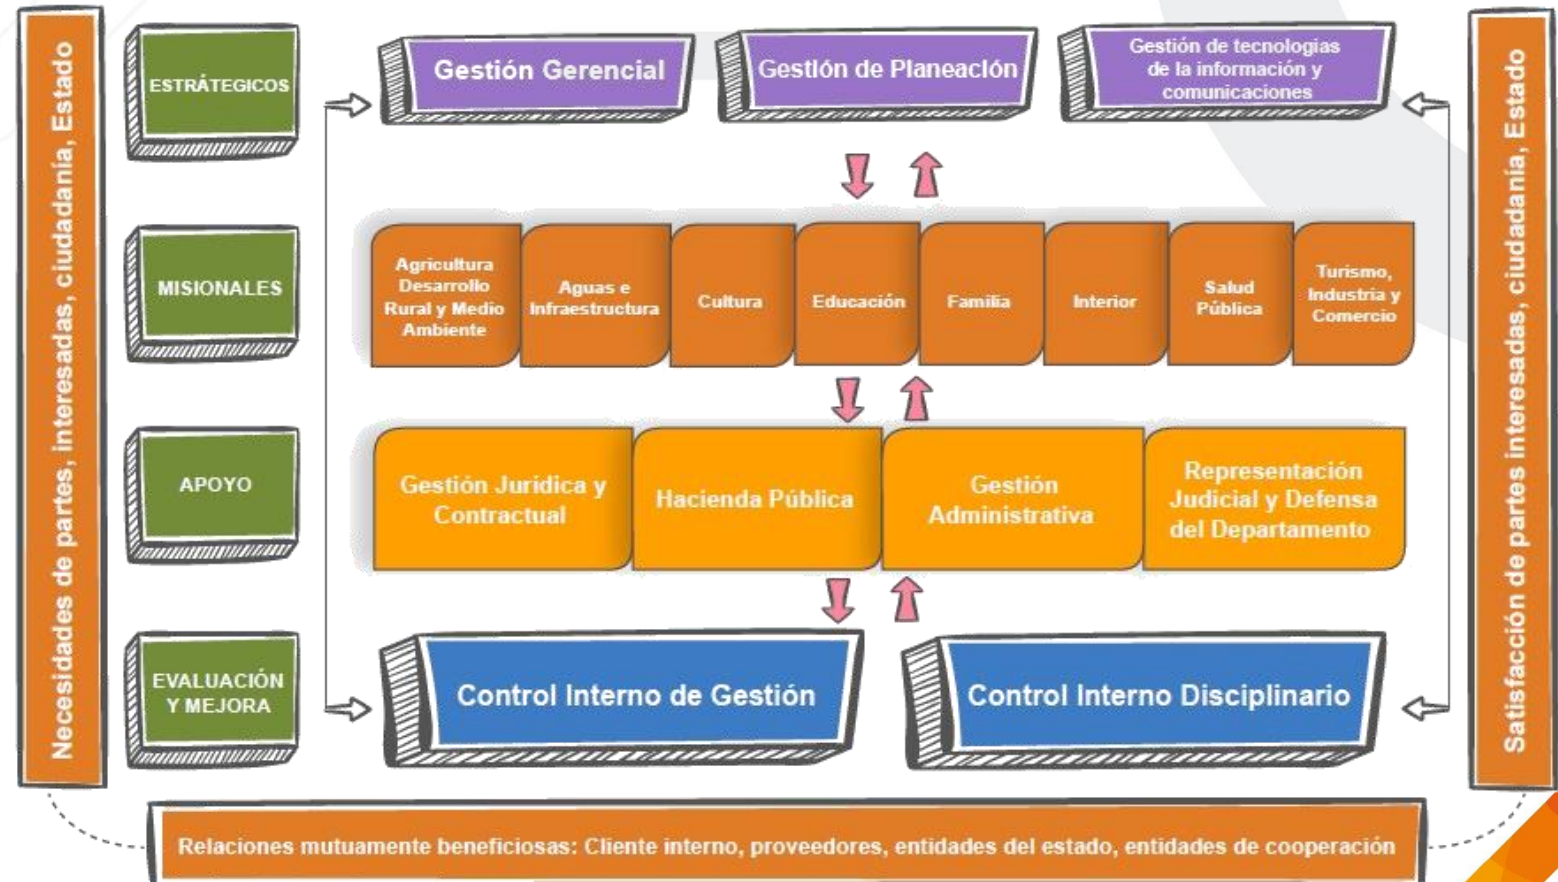 Necesidades de partes, interesadas, ciudadanía, Estado
ESTRÁTEGICOS
Gestión Gerencial
Gestión de Planeación
Gestión de tecnologias
de la información y
comunicaciones
MISIONALES
Agricultura
Desarrollo
Rural y Medio
Ambiente
Aguas e
Infraestructura
Cultura
Educación
Familia
Interior
Salud
Pública
Turismo,
Industria y
Comercio
APOYO
Gestión Jurídica y
Contractual
Hacienda Pública
Gestión
Administrativa
Representación
Judicial y Defensa
del Departamento
EVALUACIÓN
Y MEJORA
Control Interno de Gestión
Control Interno Disciplinario
Satisfacción de partes interesadas, ciudadanía, Estado
Relaciones mutuamente beneficiosas: Cliente interno, proveedores, entidades del estado, entidades de cooperación